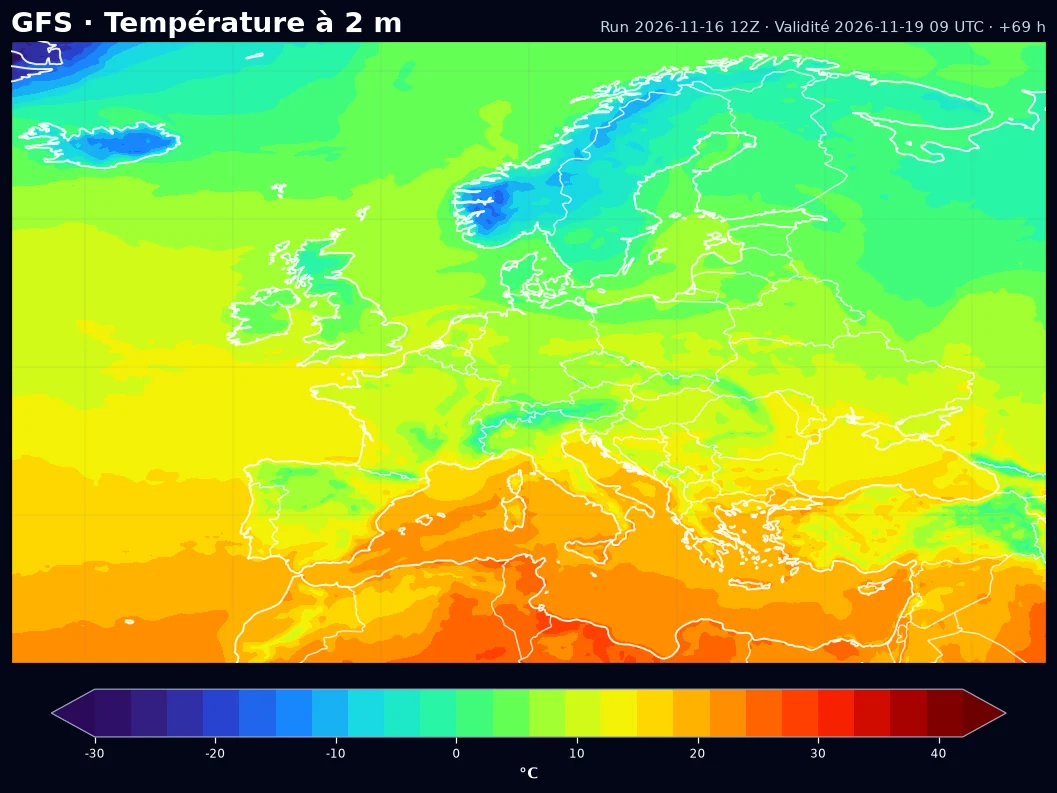 GFS · Température à 2 m
Run 2026-11-16 12Z · Validité 2026-11-19 09 UTC · +69 h
-30 -20 -10 0 10 20 30 40
°C